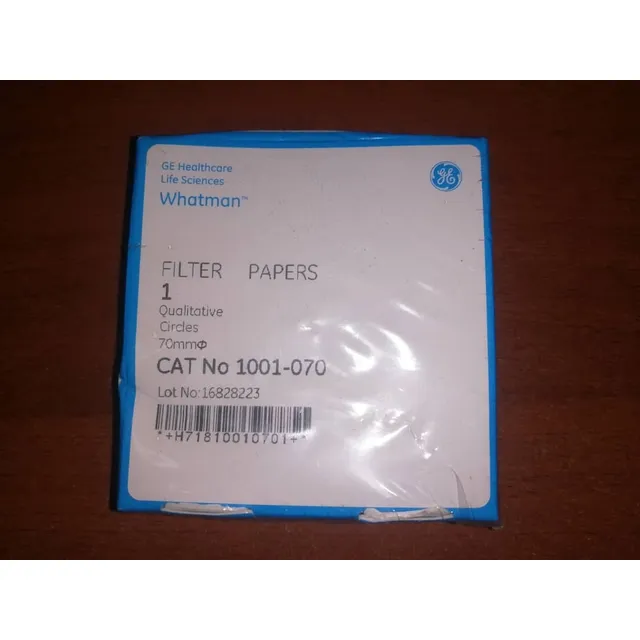 GE Healthcare
Life Sciences
Whatman™
GE
FILTER PAPERS
1
Qualitative
Circles
70mmΦ
CAT No 1001-070
Lot No:16828223
*+H71810010701+*